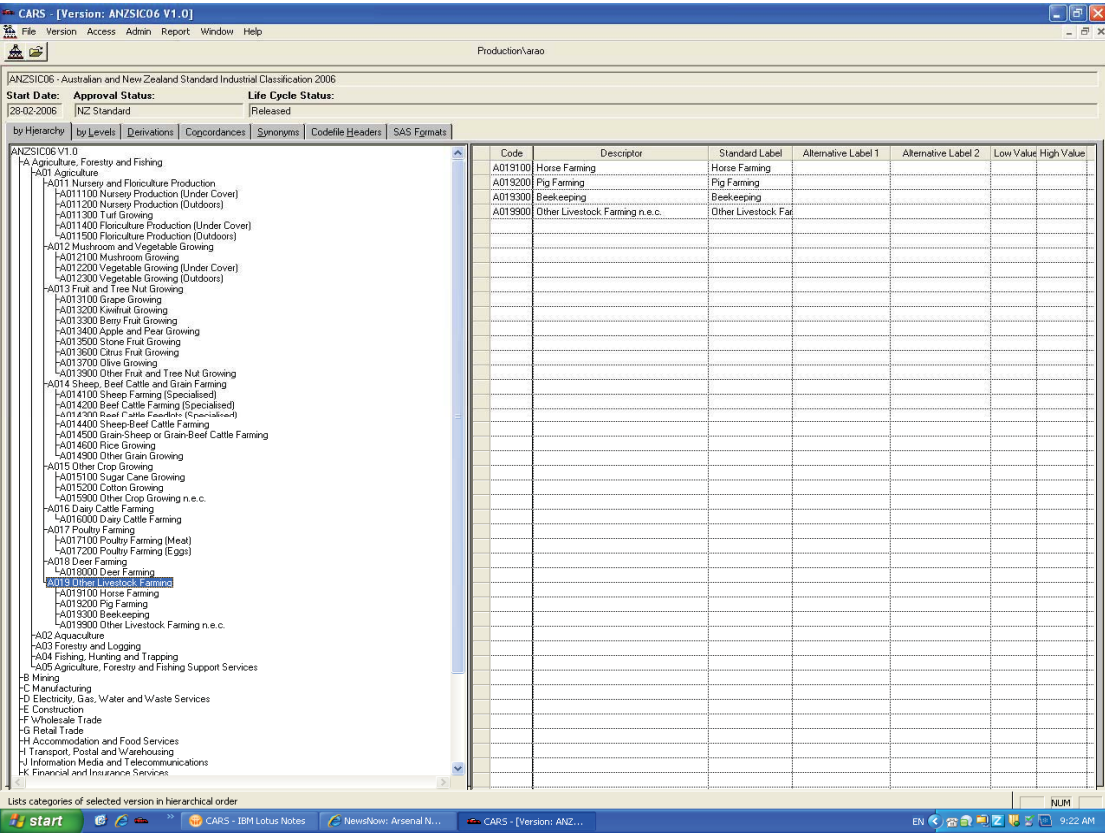 CARS - [Version: ANZSIC06 V1.0]
File Version Access Admin Report Window Help
Production\arao
ANZSIC06 - Australian and New Zealand Standard Industrial Classification 2006
Start Date: Approval Status: Life Cycle Status:
28-02-2006 NZ Standard Released
by Hierarchy by Levels Derivations Concordances Synonyms Codefile Headers SAS Formats
ANZSIC06 V1.0
A Agriculture, Forestry and Fishing
A01 Agriculture
A011 Nursery and Floriculture Production
A011100 Nursery Production (Under Cover)
A011200 Nursery Production (Outdoors)
A011300 Turf Growing
A011400 Floriculture Production (Under Cover)
A011500 Floriculture Production (Outdoors)
A012 Mushroom and Vegetable Growing
A012100 Mushroom Growing
A012200 Vegetable Growing (Under Cover)
A012300 Vegetable Growing (Outdoors)
A013 Fruit and Tree Nut Growing
A013100 Grape Growing
A013200 Kiwifruit Growing
A013300 Berry Fruit Growing
A013400 Apple and Pear Growing
A013500 Stone Fruit Growing
A013600 Citrus Fruit Growing
A013700 Olive Growing
A013900 Other Fruit and Tree Nut Growing
A014 Sheep, Beef Cattle and Grain Farming
A014100 Sheep Farming (Specialised)
A014200 Beef Cattle Farming (Specialised)
A014300 Beef Cattle Feedlots (Specialised)
A014400 Sheep-Beef Cattle Farming
A014500 Grain-Sheep or Grain-Beef Cattle Farming
A014600 Rice Growing
A014900 Other Grain Growing
A015 Other Crop Growing
A015100 Sugar Cane Growing
A015200 Cotton Growing
A015900 Other Crop Growing n.e.c.
A016 Dairy Cattle Farming
A016000 Dairy Cattle Farming
A017 Poultry Farming
A017100 Poultry Farming (Meat)
A017200 Poultry Farming (Eggs)
A018 Deer Farming
A018000 Deer Farming
A019 Other Livestock Farming
A019100 Horse Farming
A019200 Pig Farming
A019300 Beekeeping
A019900 Other Livestock Farming n.e.c.
A02 Aquaculture
A03 Forestry and Logging
A04 Fishing, Hunting and Trapping
A05 Agriculture, Forestry and Fishing Support Services
B Mining
C Manufacturing
D Electricity, Gas, Water and Waste Services
E Construction
F Wholesale Trade
G Retail Trade
H Accommodation and Food Services
I Transport, Postal and Warehousing
J Information Media and Telecommunications
K Financial and Insurance Services
Code Descriptor Standard Label Alternative Label 1 Alternative Label 2 Low Value High Value
A019100 Horse Farming Horse Farming
A019200 Pig Farming Pig Farming
A019300 Beekeeping Beekeeping
A019900 Other Livestock Farming n.e.c. Other Livestock Far
Lists categories of selected version in hierarchical order NUM
start CARS - IBM Lotus Notes NewsNow: Arsenal N... CARS - [Version: ANZ... EN 9:22 AM